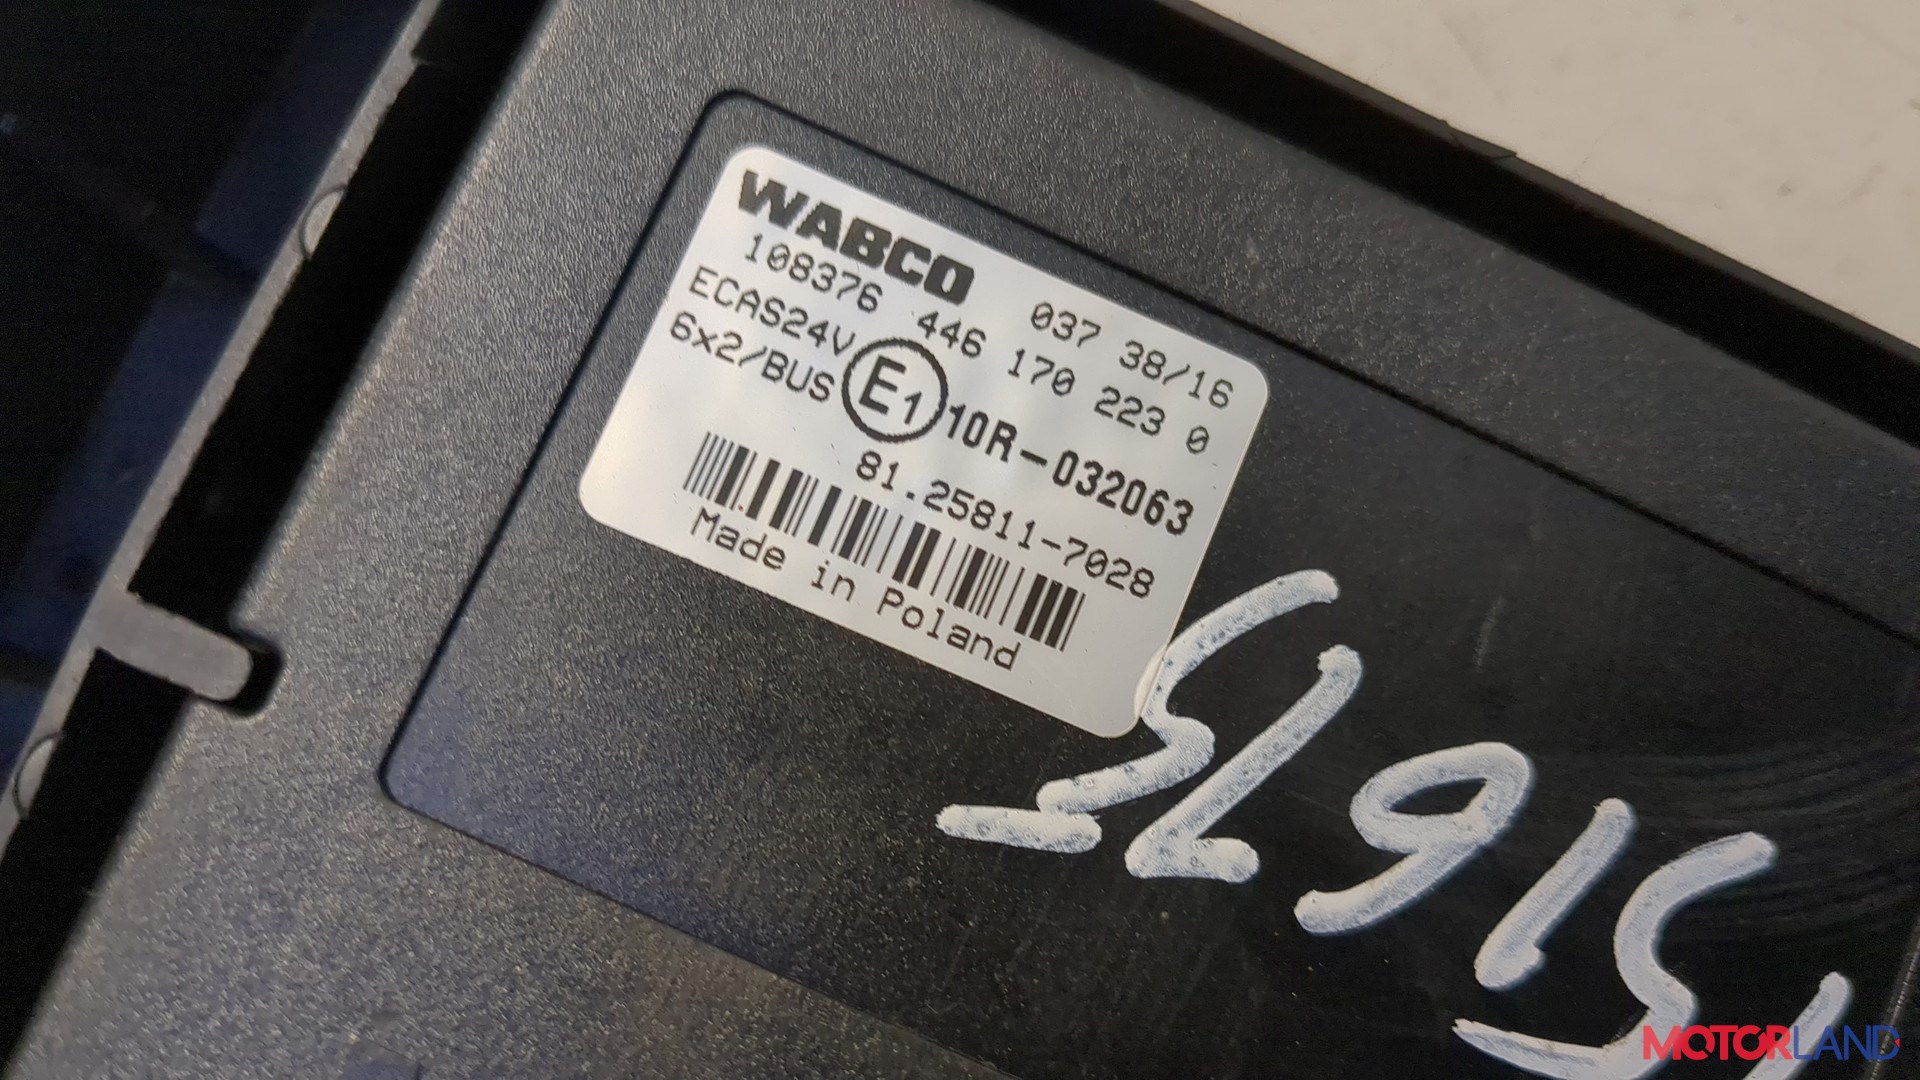 WABCO 037 38/16
108376 446 170 223 0
ECAS24V
6x2/BUS E1 10R-032063
81.25811-7028
Made in Poland
MOTORLAND